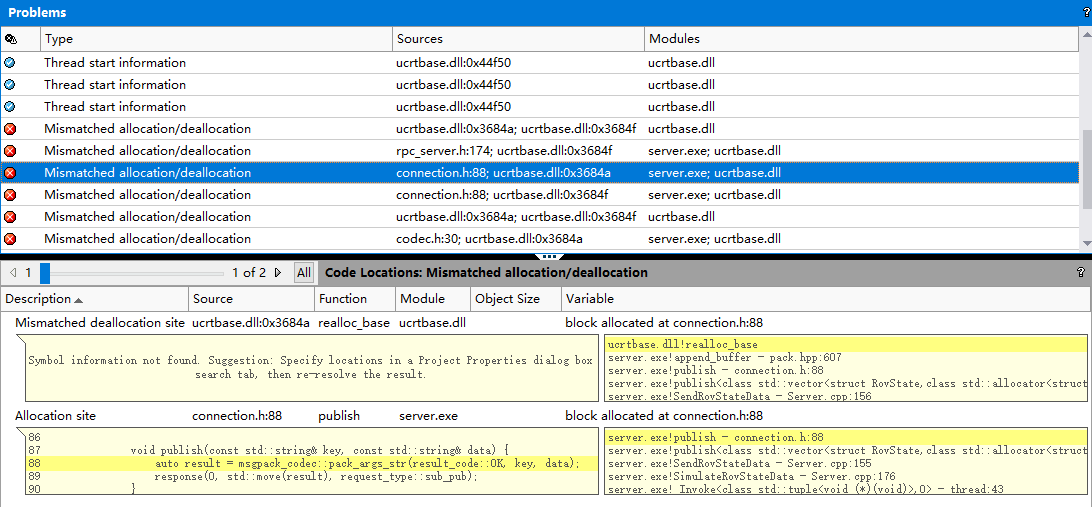 Problems ?
Type Sources Modules
Thread start information ucrtbase.dll:0x44f50 ucrtbase.dll
Thread start information ucrtbase.dll:0x44f50 ucrtbase.dll
Thread start information ucrtbase.dll:0x44f50 ucrtbase.dll
Mismatched allocation/deallocation ucrtbase.dll:0x3684a; ucrtbase.dll:0x3684f ucrtbase.dll
Mismatched allocation/deallocation rpc_server.h:174; ucrtbase.dll:0x3684f server.exe; ucrtbase.dll
Mismatched allocation/deallocation connection.h:88; ucrtbase.dll:0x3684a server.exe; ucrtbase.dll
Mismatched allocation/deallocation connection.h:88; ucrtbase.dll:0x3684f server.exe; ucrtbase.dll
Mismatched allocation/deallocation ucrtbase.dll:0x3684a; ucrtbase.dll:0x3684f ucrtbase.dll
Mismatched allocation/deallocation codec.h:30; ucrtbase.dll:0x3684a server.exe; ucrtbase.dll
1 1 of 2 All Code Locations: Mismatched allocation/deallocation ?
Description Source Function Module Object Size Variable
Mismatched deallocation site ucrtbase.dll:0x3684a realloc_base ucrtbase.dll block allocated at connection.h:88
Symbol information not found. Suggestion: Specify locations in a Project Properties dialog box
search tab, then re-resolve the result.
ucrtbase.dll!realloc_base
server.exe!append_buffer - pack.hpp:607
server.exe!publish - connection.h:88
server.exe!publish<class std::vector<struct RovState,class std::allocator<struct
server.exe!SendRovStateData - Server.cpp:156
Allocation site connection.h:88 publish server.exe block allocated at connection.h:88
86
87 void publish(const std::string& key, const std::string& data) {
88 auto result = msgpack_codec::pack_args_str(result_code::OK, key, data);
89 response(0, std::move(result), request_type::sub_pub);
90 }
server.exe!publish - connection.h:88
server.exe!publish<class std::vector<struct RovState,class std::allocator<struct
server.exe!SendRovStateData - Server.cpp:155
server.exe!SimulateRovStateData - Server.cpp:176
server.exe!_Invoke<class std::tuple<void (*)(void)>,0> - thread:43